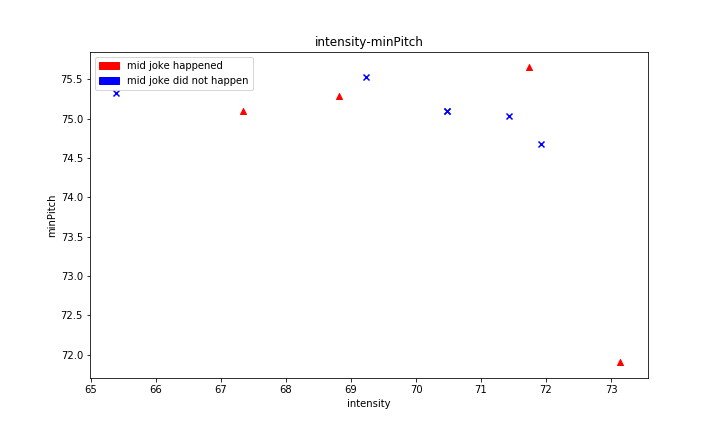 intensity-minPitch
mid joke happened
mid joke did not happen
75.5
75.0
74.5
74.0
73.5
73.0
72.5
72.0
minPitch
65 66 67 68 69 70 71 72 73
intensity